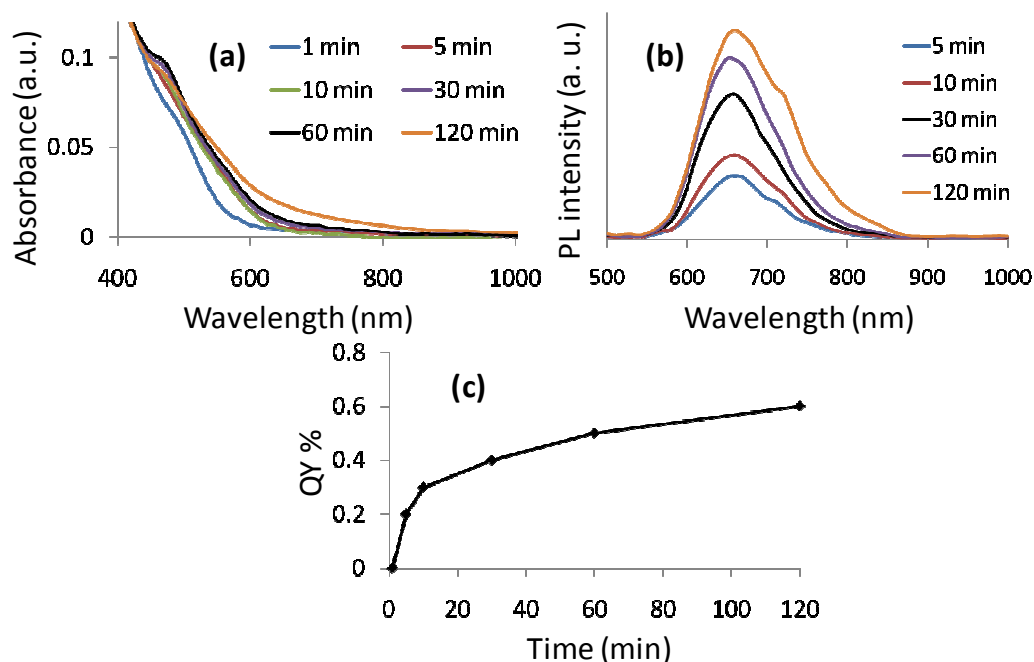 (a)
1 min
5 min
10 min
30 min
60 min
120 min
0.1
0.05
0
Absorbance (a.u.)
400
600
800
1000
Wavelength (nm)
(b)
5 min
10 min
30 min
60 min
120 min
PL intensity (a. u.)
500
600
700
800
900
1000
Wavelength (nm)
(c)
0.8
0.6
0.4
0.2
0
QY %
0
20
40
60
80
100
120
Time (min)